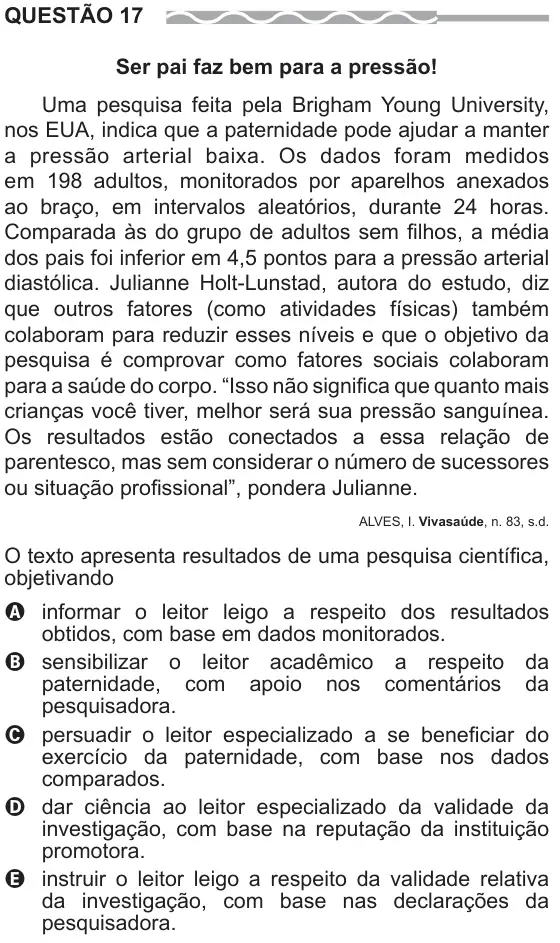 QUESTÃO 17
Ser pai faz bem para a pressão!
Uma pesquisa feita pela Brigham Young University,
nos EUA, indica que a paternidade pode ajudar a manter
a pressão arterial baixa. Os dados foram medidos
em 198 adultos, monitorados por aparelhos anexados
ao braço, em intervalos aleatórios, durante 24 horas.
Comparada às do grupo de adultos sem filhos, a média
dos pais foi inferior em 4,5 pontos para a pressão arterial
diastólica. Julianne Holt-Lunstad, autora do estudo, diz
que outros fatores (como atividades físicas) também
colaboram para reduzir esses níveis e que o objetivo da
pesquisa é comprovar como fatores sociais colaboram
para a saúde do corpo. “Isso não significa que quanto mais
crianças você tiver, melhor será sua pressão sanguínea.
Os resultados estão conectados a essa relação de
parentesco, mas sem considerar o número de sucessores
ou situação profissional”, pondera Julianne.
ALVES, I. Vivasaúde, n. 83, s.d.
O texto apresenta resultados de uma pesquisa científica,
objetivando
A informar o leitor leigo a respeito dos resultados
obtidos, com base em dados monitorados.
B sensibilizar o leitor acadêmico a respeito da
paternidade, com apoio nos comentários da
pesquisadora.
C persuadir o leitor especializado a se beneficiar do
exercício da paternidade, com base nos dados
comparados.
D dar ciência ao leitor especializado da validade da
investigação, com base na reputação da instituição
promotora.
E instruir o leitor leigo a respeito da validade relativa
da investigação, com base nas declarações da
pesquisadora.